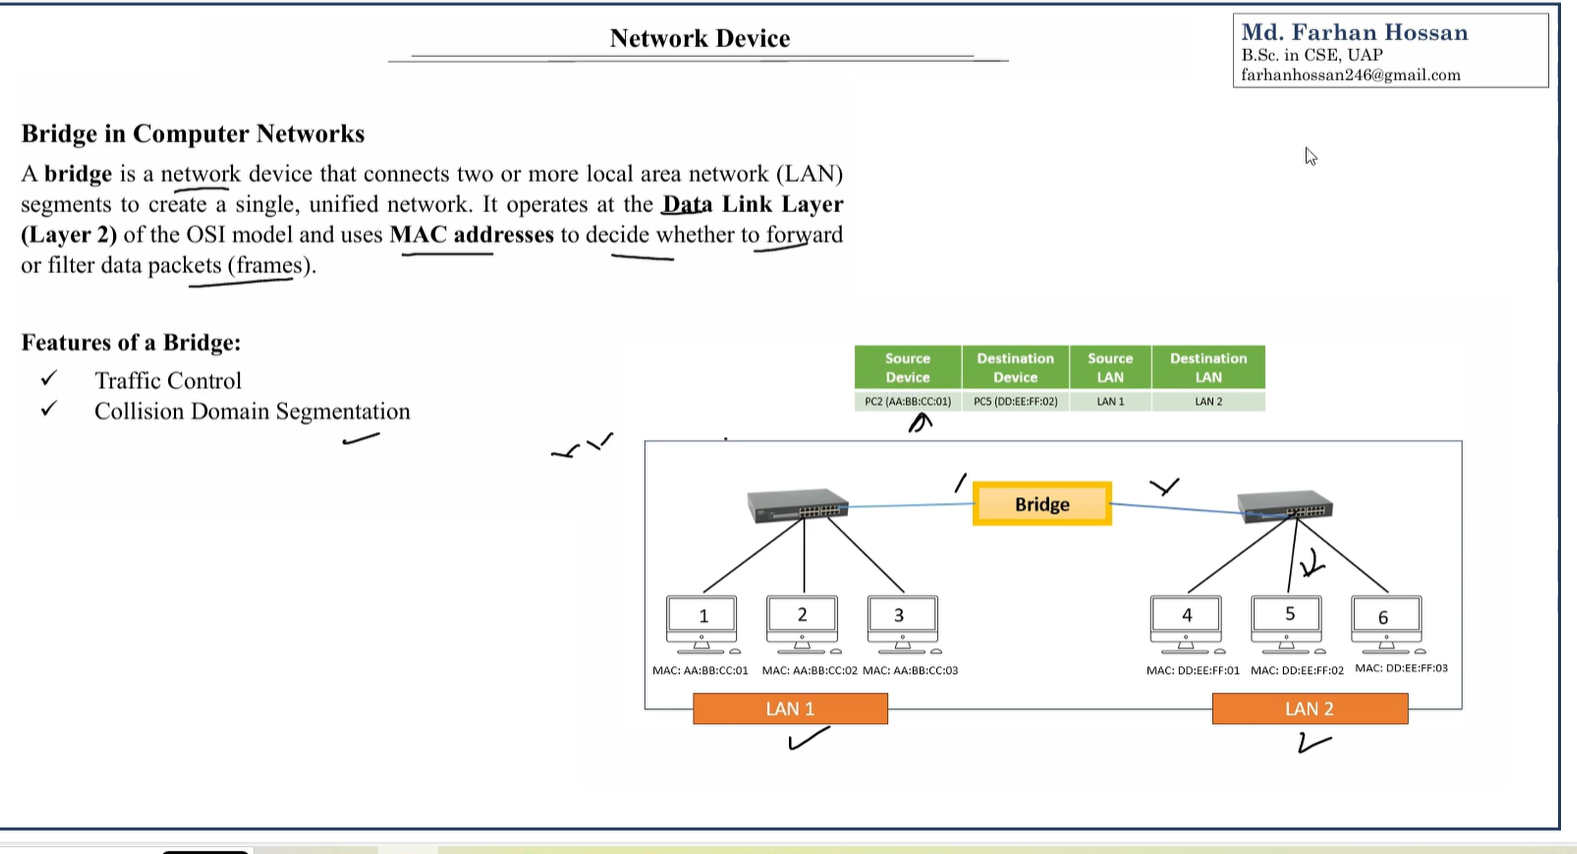 Network Device
Md. Farhan Hossan
B.Sc. in CSE, UAP
farhanhossan246@gmail.com
Bridge in Computer Networks
A bridge is a network device that connects two or more local area network (LAN)
segments to create a single, unified network. It operates at the Data Link Layer
(Layer 2) of the OSI model and uses MAC addresses to decide whether to forward
or filter data packets (frames).
Features of a Bridge:
✓ Traffic Control
✓ Collision Domain Segmentation
Source Device Destination Device Source LAN Destination LAN
PC2 (AA:BB:CC:01) PC5 (DD:EE:FF:02) LAN 1 LAN 2
Bridge
1 2 3 4 5 6
MAC: AA:BB:CC:01 MAC: AA:BB:CC:02 MAC: AA:BB:CC:03 MAC: DD:EE:FF:01 MAC: DD:EE:FF:02 MAC: DD:EE:FF:03
LAN 1 LAN 2